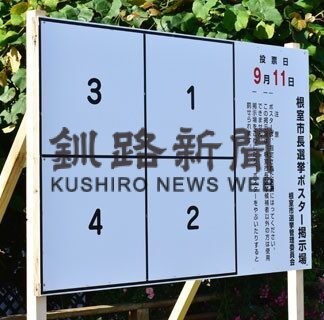 根室市長選挙ポスター掲示場
根室市選挙管理委員会
投票日
9月11日
3
1
4
2
釧路新聞
KUSHIRO NEWS WEB